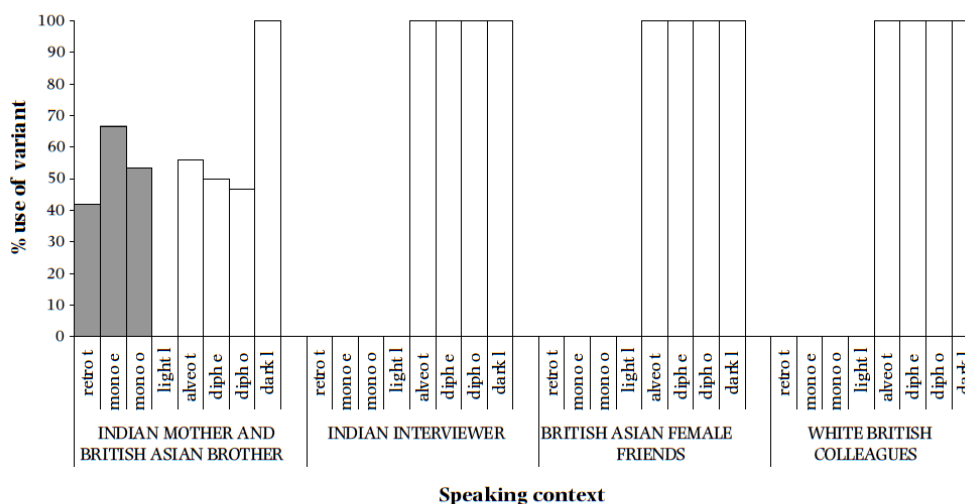 % use of variant
100
90
80
70
60
50
40
30
20
10
0
retro t
mono e
mono o
light l
alveo t
diph e
diph o
dark l
retro t
mono e
mono o
light l
alveo t
diph e
diph o
dark l
retro t
mono e
mono o
light l
alveo t
diph e
diph o
dark l
retro t
mono e
mono o
light l
alveo t
diph e
diph o
dark l
INDIAN MOTHER AND
BRITISH ASIAN BROTHER
INDIAN INTERVIEWER
BRITISH ASIAN FEMALE
FRIENDS
WHITE BRITISH
COLLEAGUES
Speaking context